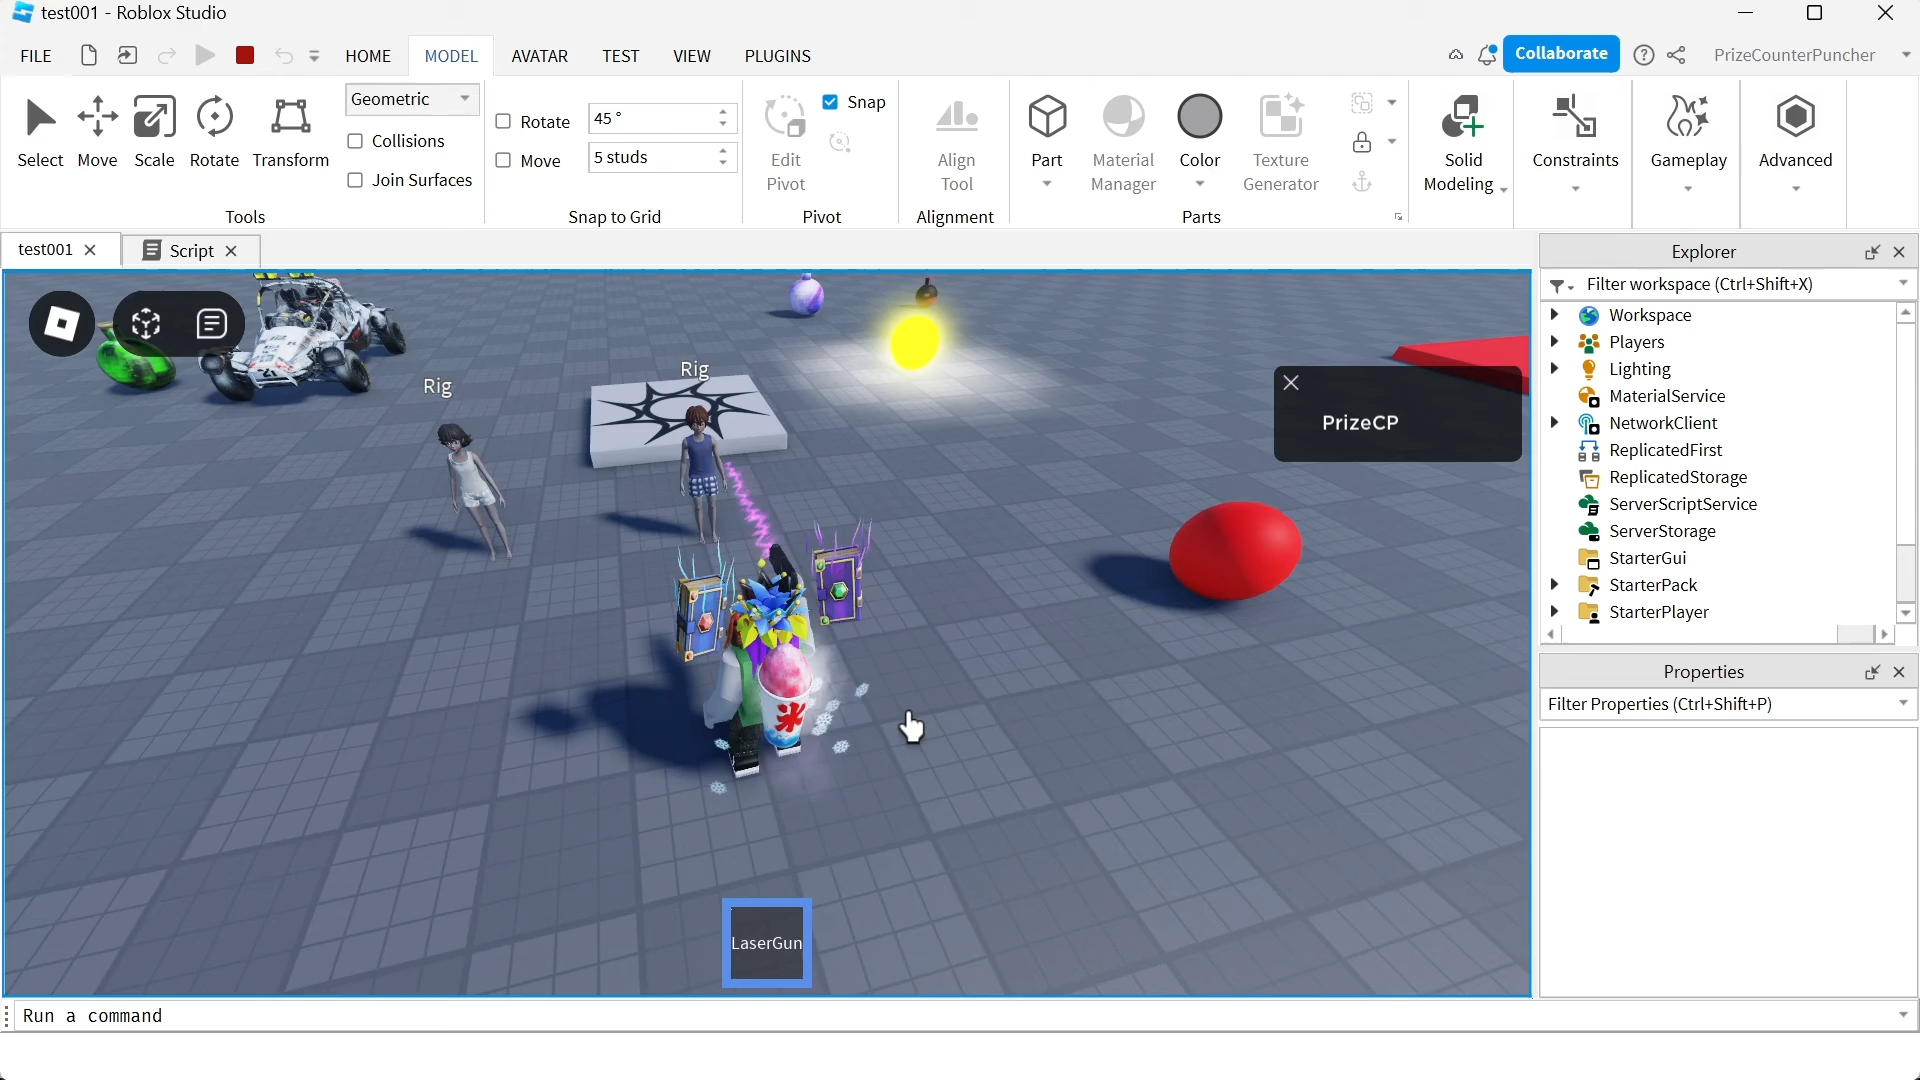 test001 - Roblox Studio
FILE HOME MODEL AVATAR TEST VIEW PLUGINS Collaborate PrizeCounterPuncher
Select Move Scale Rotate Transform
Geometric
Collisions
Join Surfaces
Tools
Rotate 45 °
Move 5 studs
Snap to Grid
Edit
Pivot
Snap
Pivot
Align
Tool
Alignment
Part
Material
Manager
Color
Texture
Generator
Parts
Solid
Modeling
Constraints
Gameplay
Advanced
test001 Script
Explorer
Filter workspace (Ctrl+Shift+X)
Workspace
Players
Lighting
MaterialService
NetworkClient
ReplicatedFirst
ReplicatedStorage
ServerScriptService
ServerStorage
StarterGui
StarterPack
StarterPlayer
Properties
Filter Properties (Ctrl+Shift+P)
Rig
Rig
PrizeCP
氷
LaserGun
Run a command